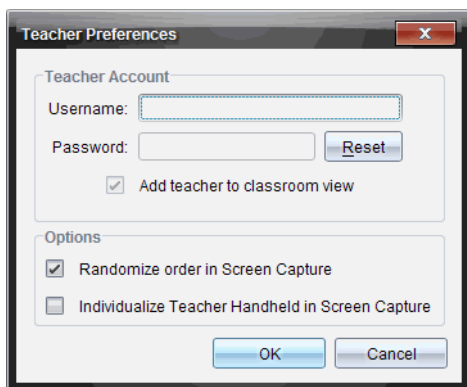 Teacher Preferences
Teacher Account
Username:
Password:
Reset
Add teacher to classroom view
Options
Randomize order in Screen Capture
Individualize Teacher Handheld in Screen Capture
OK
Cancel